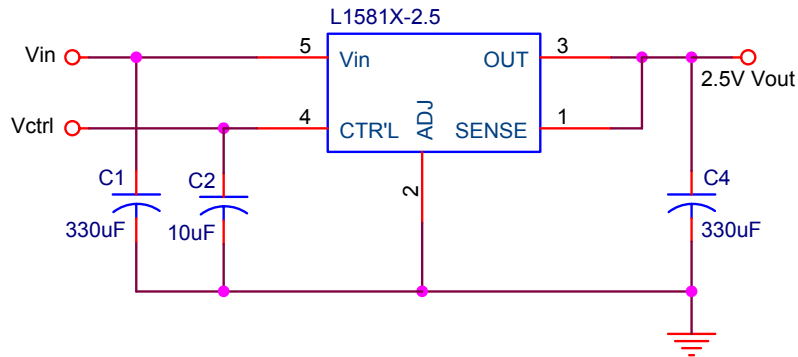 L1581X-2.5
Vin
5
Vin
OUT
3
2.5V Vout
Vctrl
4
CTR'L
ADJ
SENSE
1
2
C1
330uF
C2
10uF
C4
330uF